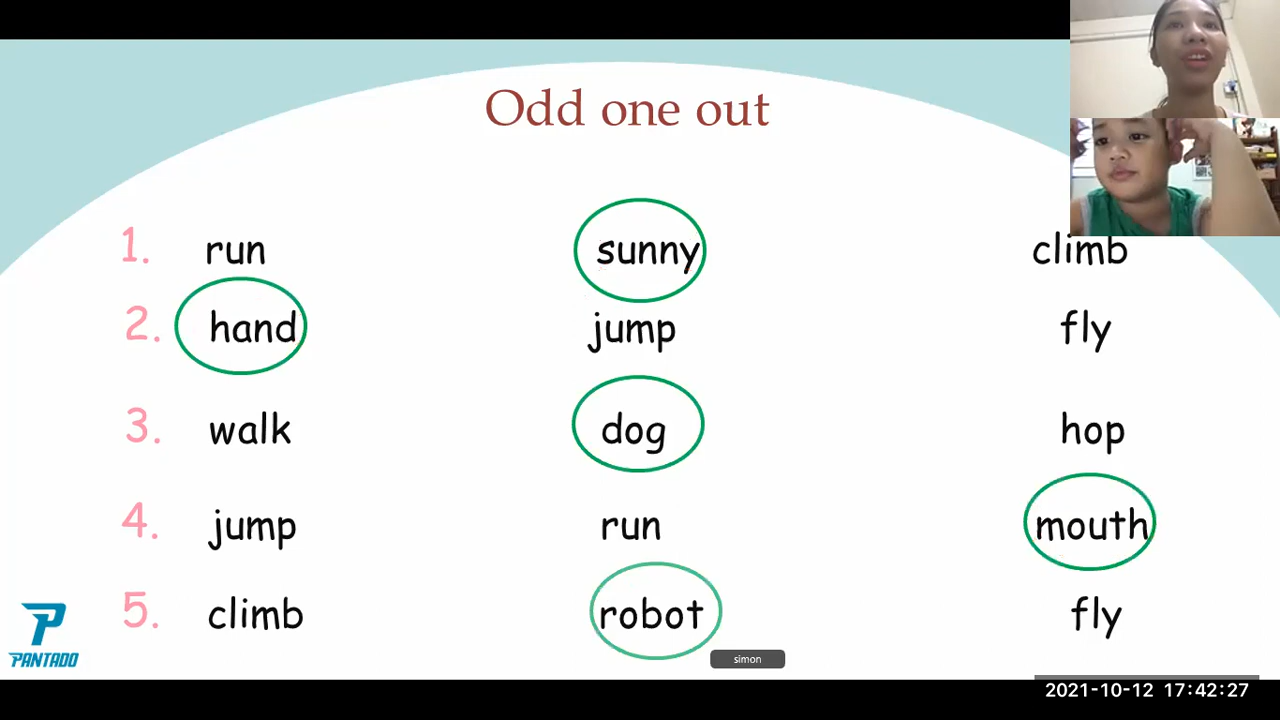 Odd one out
1. run sunny climb
2. hand jump fly
3. walk dog hop
4. jump run mouth
5. climb robot fly
PANTADO
simon
2021-10-12 17:42:27